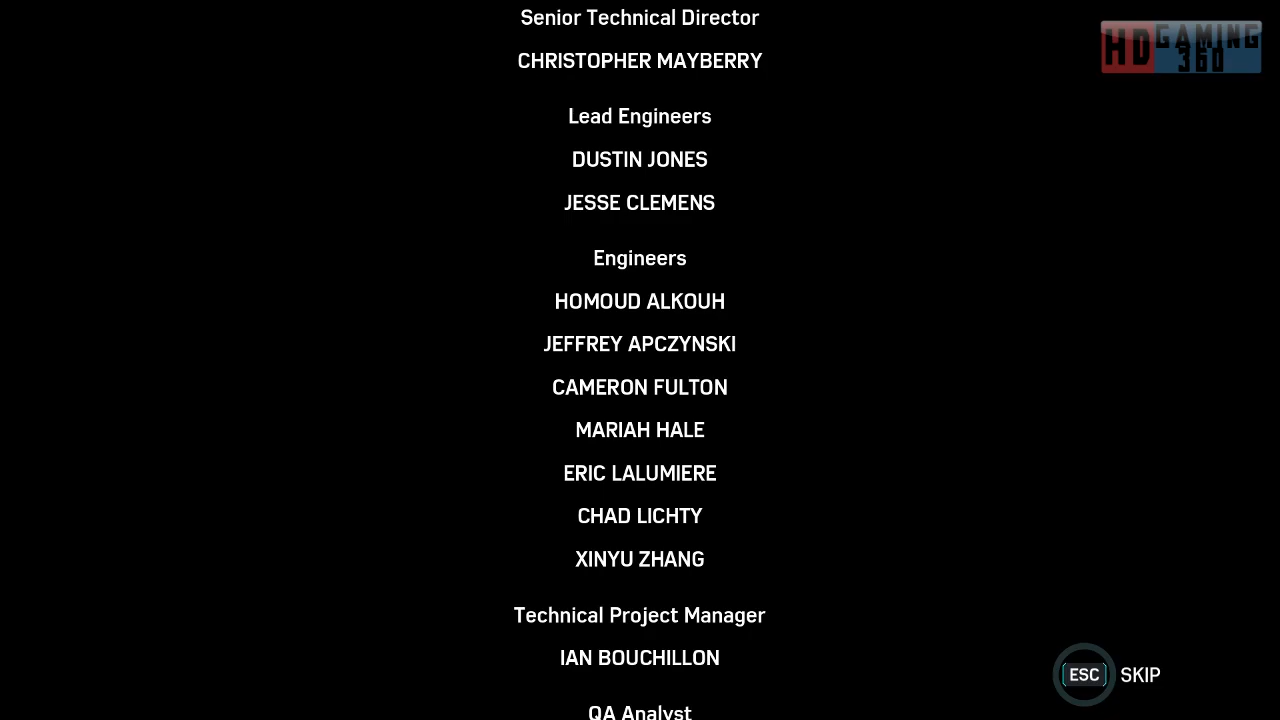 Senior Technical Director
CHRISTOPHER MAYBERRY
Lead Engineers
DUSTIN JONES
JESSE CLEMENS
Engineers
HOMOUD ALKOUH
JEFFREY APCZYNSKI
CAMERON FULTON
MARIAH HALE
ERIC LALUMIERE
CHAD LICHTY
XINYU ZHANG
Technical Project Manager
IAN BOUCHILLON
QA Analyst
HD GAMING
360
ESC SKIP